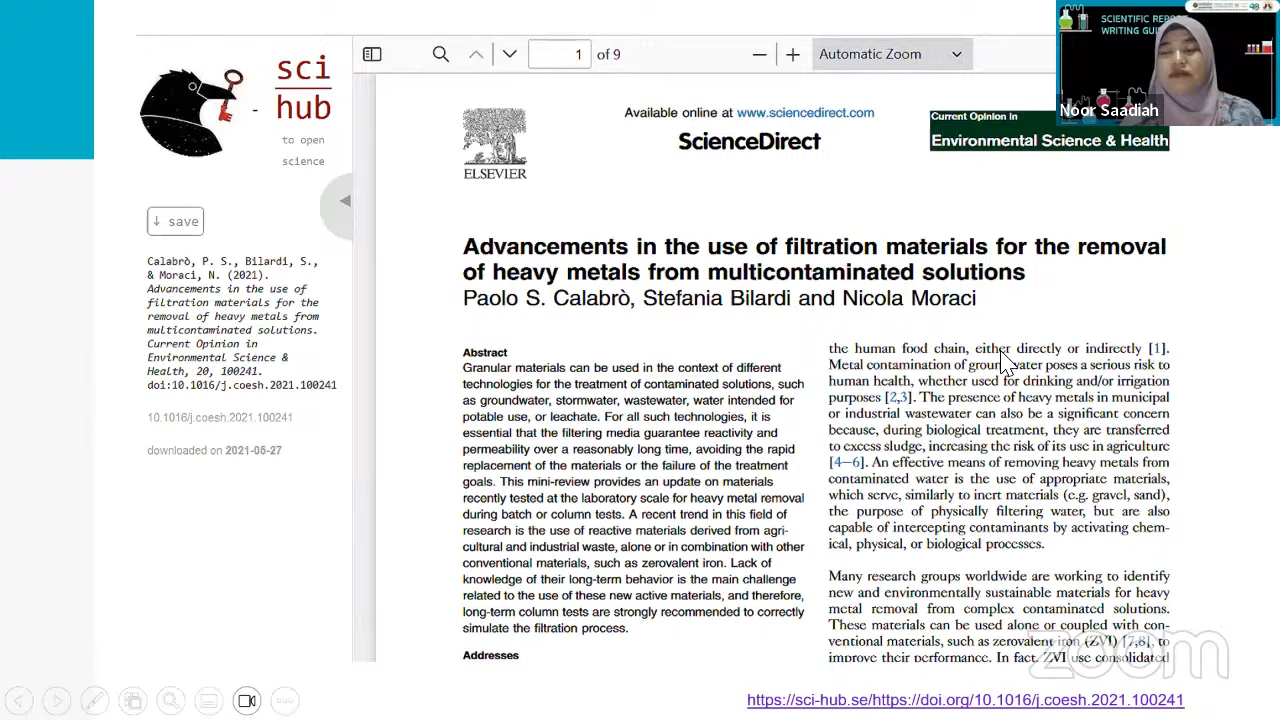 sci
hub
to open
science
↓ save
Calabrò, P. S., Bilardi, S.,
& Moraci, N. (2021).
Advancements in the use of
filtration materials for the
removal of heavy metals from
multicontaminated solutions.
Current Opinion in
Environmental Science &
Health, 20, 100241.
doi:10.1016/j.coesh.2021.100241
10.1016/j.coesh.2021.100241
downloaded on 2021-05-27
1 of 9
Automatic Zoom
ELSEVIER
Available online at www.sciencedirect.com
ScienceDirect
Current Opinion in
Environmental Science & Health
Advancements in the use of filtration materials for the removal
of heavy metals from multicontaminated solutions
Paolo S. Calabrò, Stefania Bilardi and Nicola Moraci
Abstract
Granular materials can be used in the context of different
technologies for the treatment of contaminated solutions, such
as groundwater, stormwater, wastewater, water intended for
potable use, or leachate. For all such technologies, it is
essential that the filtering media guarantee reactivity and
permeability over a reasonably long time, avoiding the rapid
replacement of the materials or the failure of the treatment
goals. This mini-review provides an update on materials
recently tested at the laboratory scale for heavy metal removal
during batch or column tests. A recent trend in this field of
research is the use of reactive materials derived from agri-
cultural and industrial waste, alone or in combination with other
conventional materials, such as zerovalent iron. Lack of
knowledge of their long-term behavior is the main challenge
related to the use of these new active materials, and therefore,
long-term column tests are strongly recommended to correctly
simulate the filtration process.
Addresses
the human food chain, either directly or indirectly [1].
Metal contamination of groundwater poses a serious risk to
human health, whether used for drinking and/or irrigation
purposes [2,3]. The presence of heavy metals in municipal
or industrial wastewater can also be a significant concern
because, during biological treatment, they are transferred
to excess sludge, increasing the risk of its use in agriculture
[4–6]. An effective means of removing heavy metals from
contaminated water is the use of appropriate materials,
which serve, similarly to inert materials (e.g. gravel, sand),
the purpose of physically filtering water, but are also
capable of intercepting contaminants by activating chem-
ical, physical, or biological processes.
Many research groups worldwide are working to identify
new and environmentally sustainable materials for heavy
metal removal from complex contaminated solutions.
These materials can be used alone or coupled with con-
ventional materials, such as zerovalent iron (ZVI) [7,8], to
improve their performance. In fact, ZVI use consolidated
SCIENTIFIC REPOR
WRITING GUI
Noor Saadiah
zoom
https://sci-hub.se/https://doi.org/10.1016/j.coesh.2021.100241